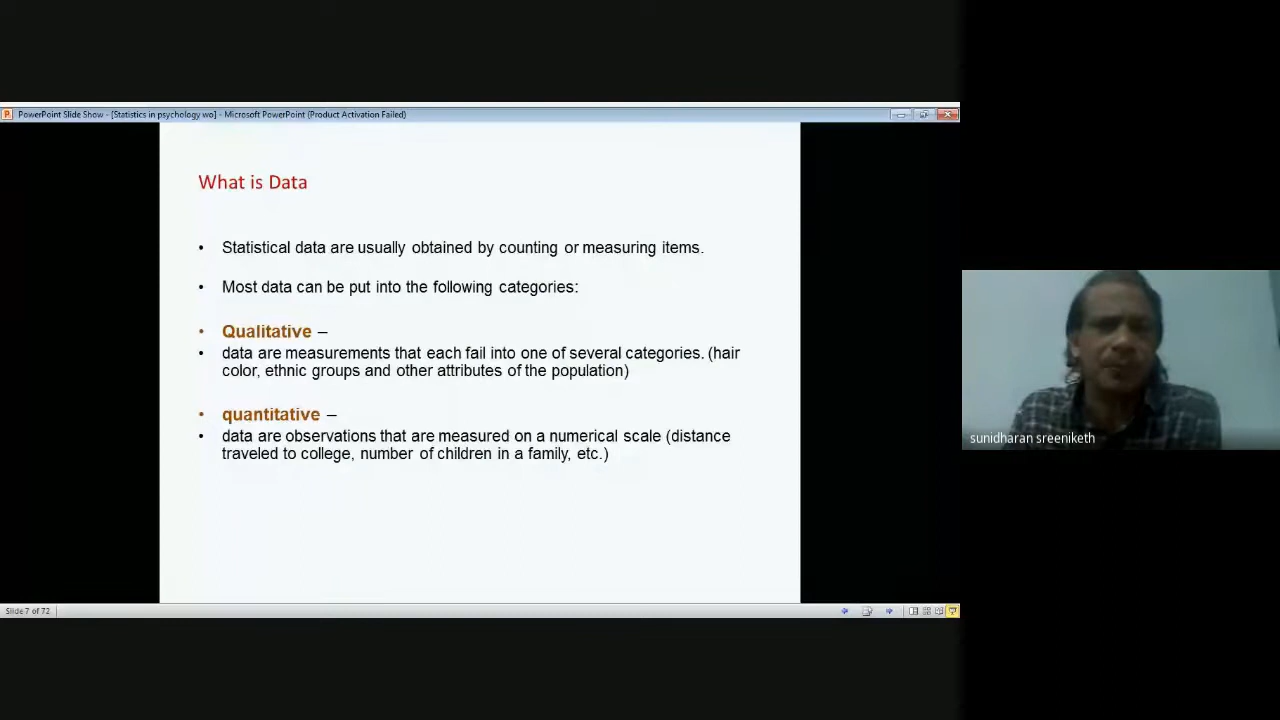 PowerPoint Slide Show - [Statistics in psychology wo] - Microsoft PowerPoint (Product Activation Failed)
What is Data
• Statistical data are usually obtained by counting or measuring items.
• Most data can be put into the following categories:
• Qualitative –
• data are measurements that each fail into one of several categories. (hair
color, ethnic groups and other attributes of the population)
• quantitative –
• data are observations that are measured on a numerical scale (distance
traveled to college, number of children in a family, etc.)
sunidharan sreeniketh
Slide 7 of 72